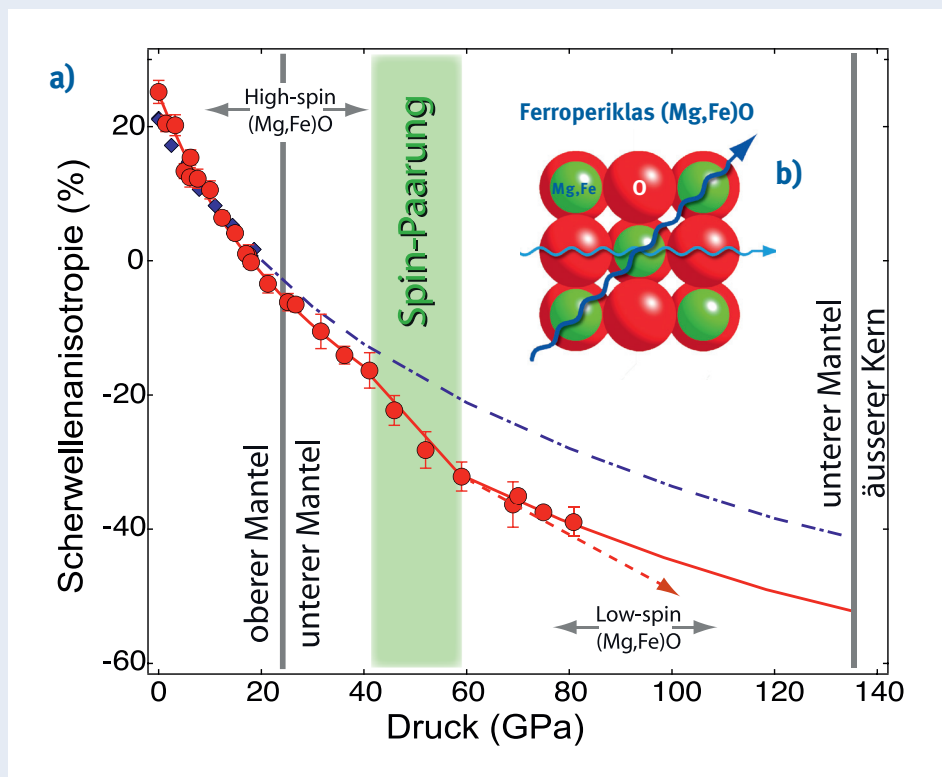 a)
High-spin
(Mg,Fe)O
Spin-Paarung
Ferroperiklas (Mg,Fe)O
b)
Mg,Fe
O
Scherwellenanisotropie (%)
20
0
-20
-40
-60
oberer Mantel
unterer Mantel
unterer Mantel
äusserer Kern
Low-spin
(Mg,Fe)O
0 20 40 60 80 100 120 140
Druck (GPa)